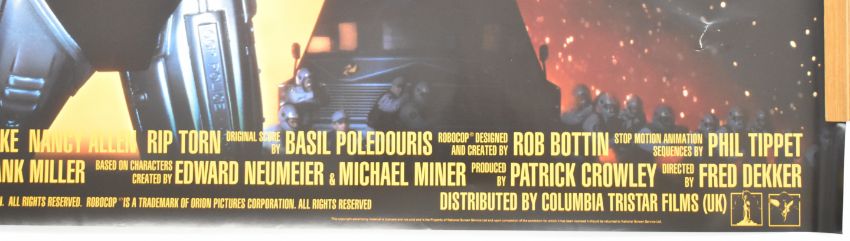 POLICE
KE NANCY ALLEN RIP TORN ORIGINAL SCORE BY BASIL POLEDOURIS ROBOCOP® DESIGNED AND CREATED BY ROB BOTTIN STOP MOTION ANIMATION SEQUENCES BY PHIL TIPPET
NK MILLER BASED ON CHARACTERS CREATED BY EDWARD NEUMEIER & MICHAEL MINER PRODUCED BY PATRICK CROWLEY DIRECTED BY FRED DEKKER
. ALL RIGHTS RESERVED. ROBOCOP® IS A TRADEMARK OF ORION PICTURES CORPORATION. ALL RIGHTS RESERVED DISTRIBUTED BY COLUMBIA TRISTAR FILMS (UK)